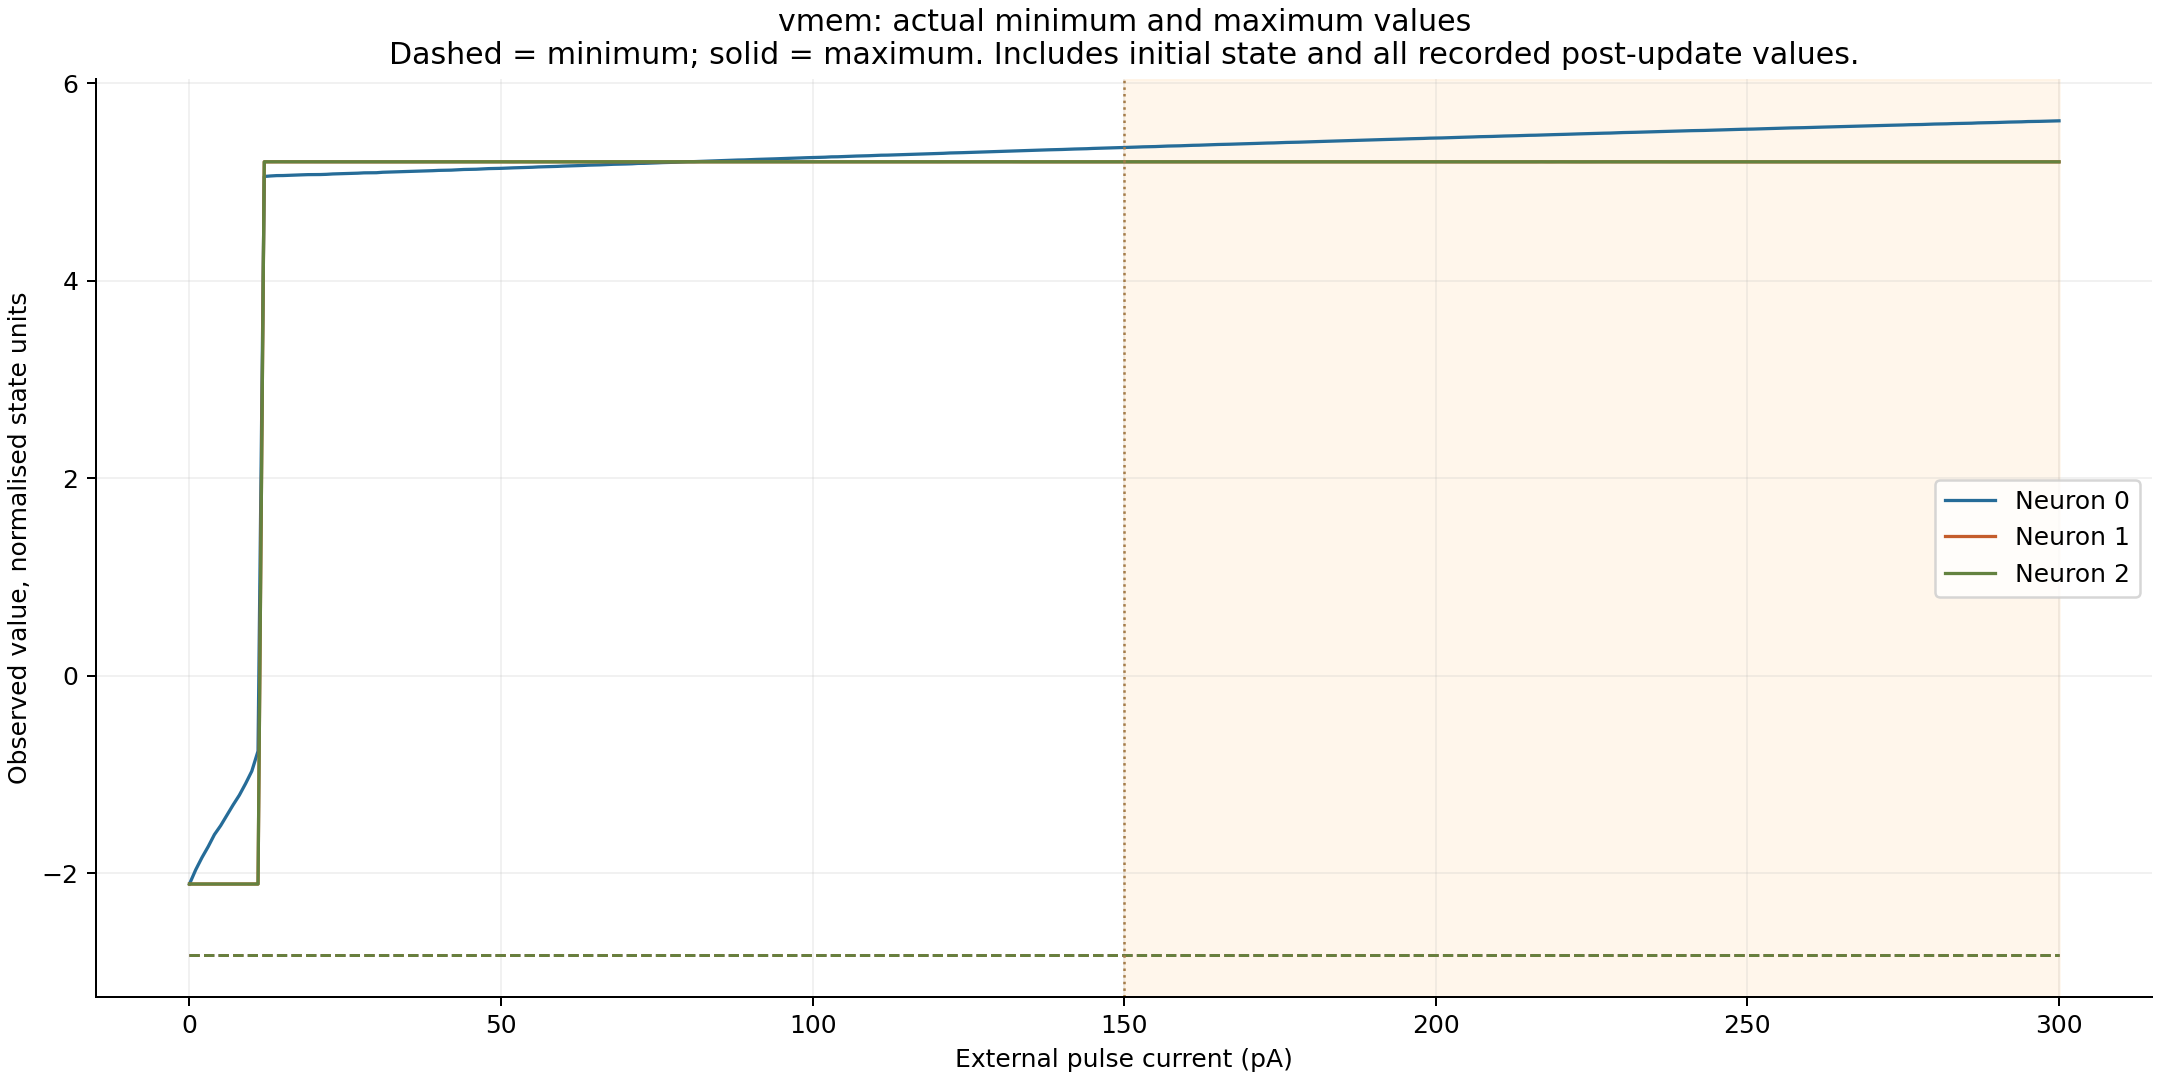 vmem: actual minimum and maximum values
Dashed = minimum; solid = maximum. Includes initial state and all recorded post-update values.
Observed value, normalised state units
6
4
2
0
−2
Neuron 0
Neuron 1
Neuron 2
0 50 100 150 200 250 300
External pulse current (pA)